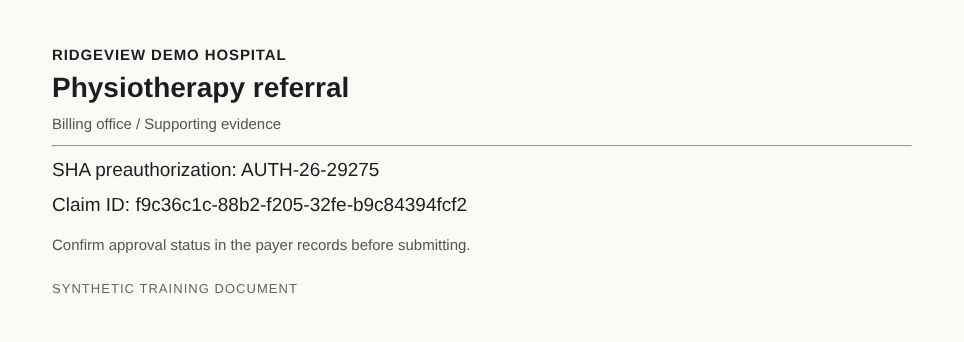 RIDGEVIEW DEMO HOSPITAL
Physiotherapy referral
Billing office / Supporting evidence
SHA preauthorization: AUTH-26-29275
Claim ID: f9c36c1c-88b2-f205-32fe-b9c84394fcf2
Confirm approval status in the payer records before submitting.
SYNTHETIC TRAINING DOCUMENT